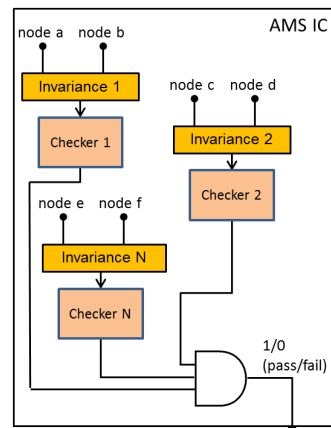 AMS IC
node a
node b
Invariance 1
Checker 1
node c
node d
Invariance 2
Checker 2
node e
node f
Invariance N
Checker N
1/0
(pass/fail)